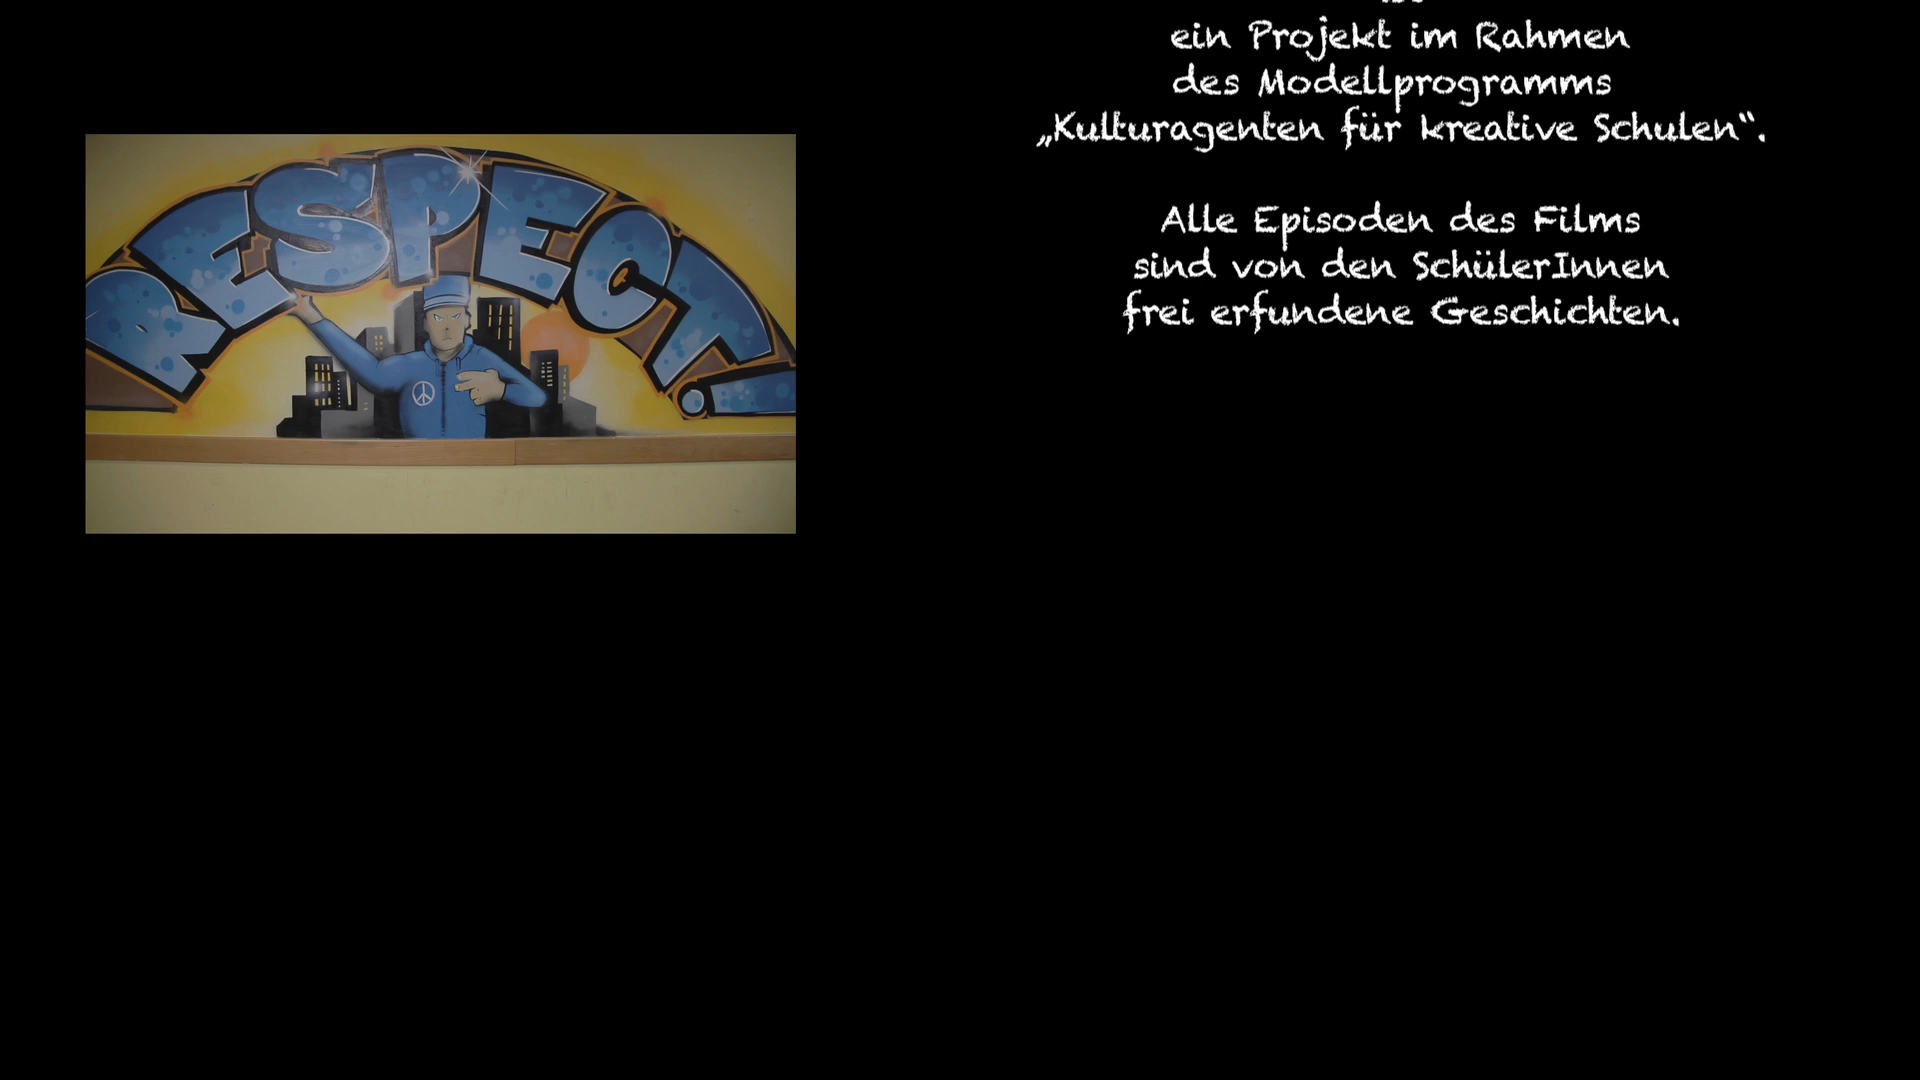 RESPECT!
ein Projekt im Rahmen
des Modellprogramms
„Kulturagenten für kreative Schulen“.
Alle Episoden des Films
sind von den SchülerInnen
frei erfundene Geschichten.